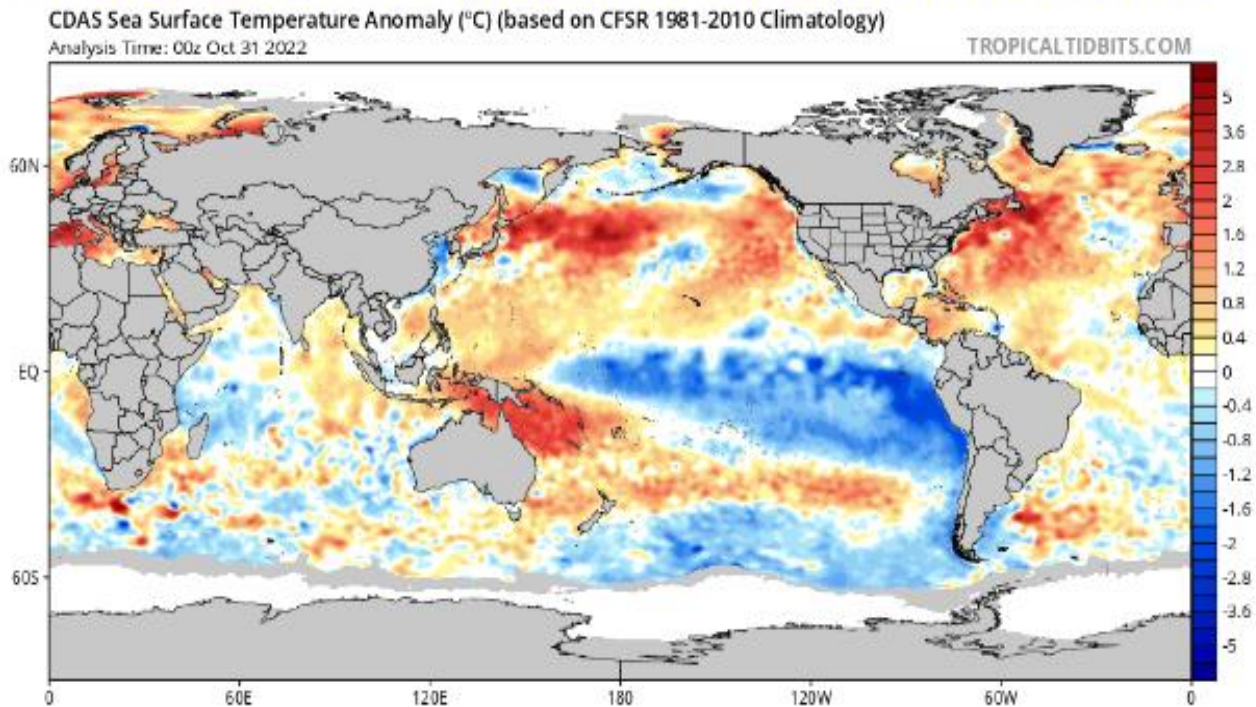 CDAS Sea Surface Temperature Anomaly (°C) (based on CFSR 1981-2010 Climatology)
Analysis Time: 00z Oct 31 2022
TROPICALTIDBITS.COM
60N
EQ
60S
0
60E
120E
180
120W
60W
0
5
3.6
2.8
2
1.6
1.2
0.8
0.4
0
-0.4
-0.8
-1.2
-1.6
-2
-2.8
-3.6
-5